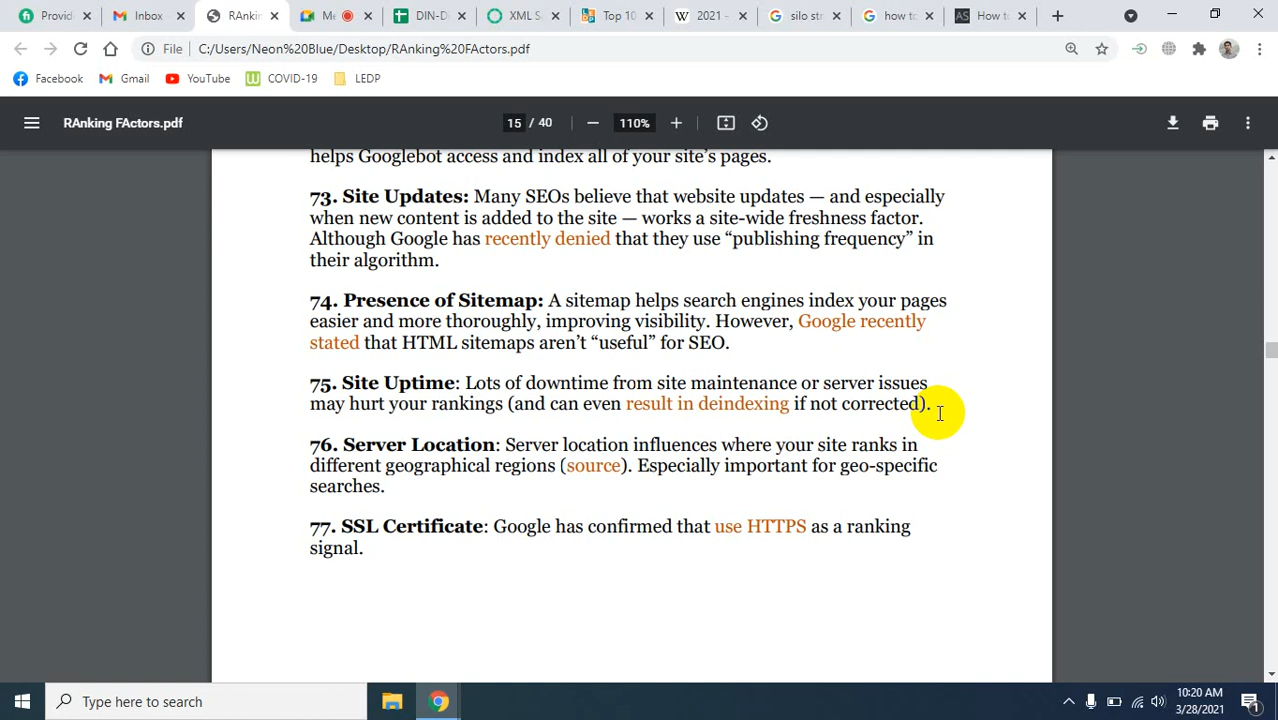 Provid
Inbox
RAnkin
Me
DIN-D
XML S
Top 10
2021 -
silo str
how to
How t
File
C:/Users/Neon%20Blue/Desktop/RAnking%20FActors.pdf
Facebook
Gmail
YouTube
COVID-19
LEDP
RAnking FActors.pdf
15 / 40
110%
helps Googlebot access and index all of your site’s pages.
73. Site Updates: Many SEOs believe that website updates — and especially
when new content is added to the site — works a site-wide freshness factor.
Although Google has recently denied that they use “publishing frequency” in
their algorithm.
74. Presence of Sitemap: A sitemap helps search engines index your pages
easier and more thoroughly, improving visibility. However, Google recently
stated that HTML sitemaps aren’t “useful” for SEO.
75. Site Uptime: Lots of downtime from site maintenance or server issues
may hurt your rankings (and can even result in deindexing if not corrected).
76. Server Location: Server location influences where your site ranks in
different geographical regions (source). Especially important for geo-specific
searches.
77. SSL Certificate: Google has confirmed that use HTTPS as a ranking
signal.
Type here to search
10:20 AM
3/28/2021